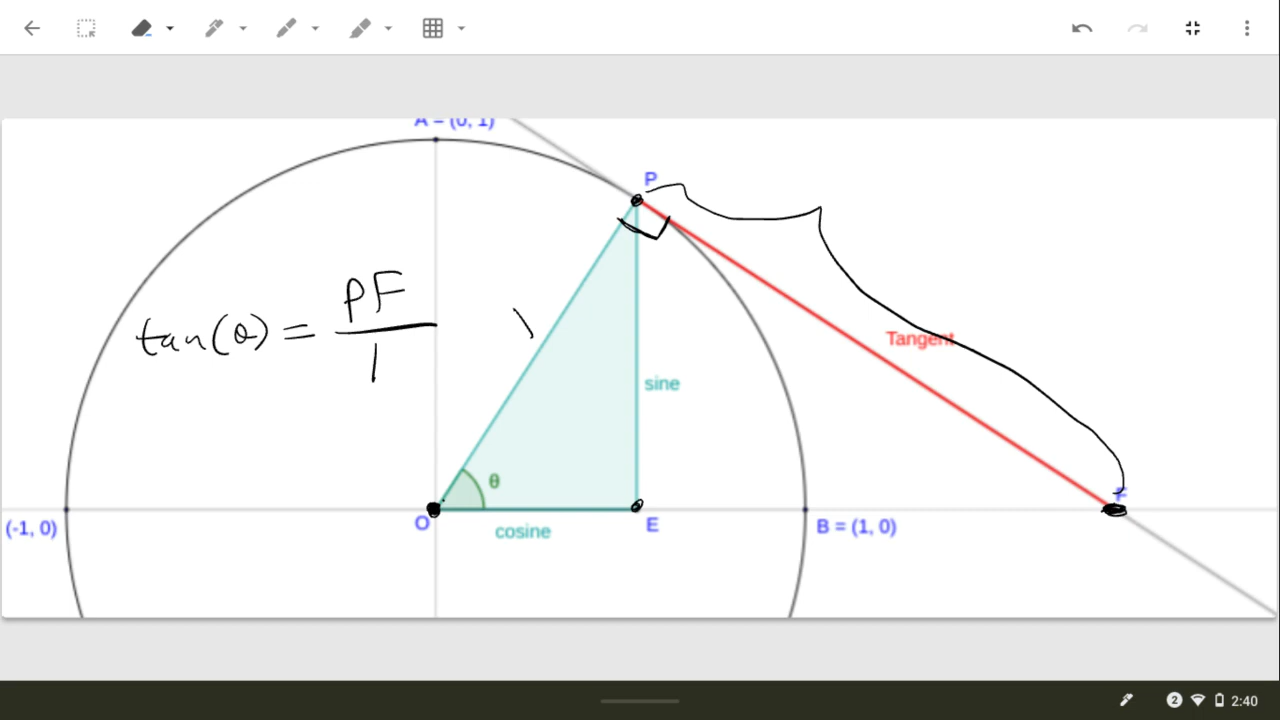 A = (0, 1)
P
tan(θ) = PF
1
1
Tangent
sine
θ
F
O
E
(-1, 0)
cosine
B = (1, 0)
2
2:40